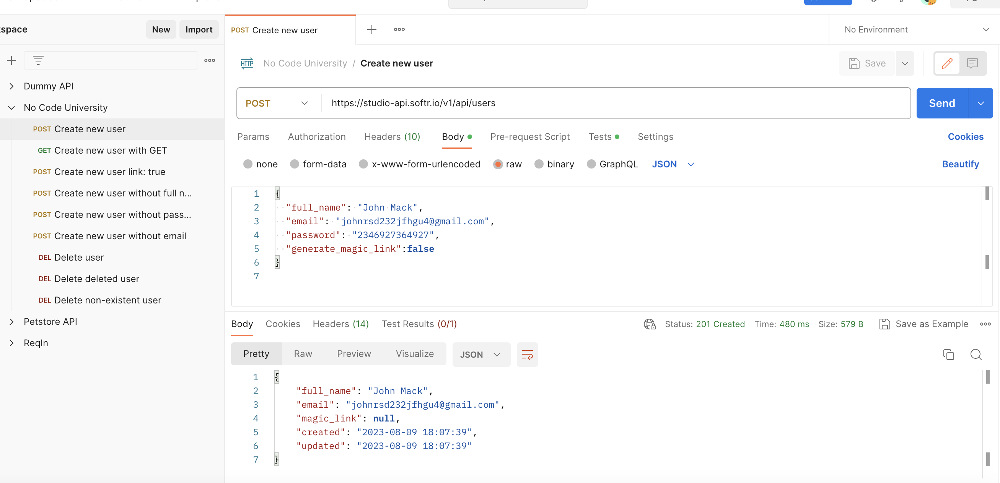 space
New
Import
Dummy API
No Code University
POST Create new user
GET Create new user with GET
POST Create new user link: true
POST Create new user without full n...
POST Create new user without pass...
POST Create new user without email
DEL Delete user
DEL Delete deleted user
DEL Delete non-existent user
Petstore API
ReqIn
POST Create new user
No Environment
HTTP No Code University / Create new user
Save
POST https://studio-api.softr.io/v1/api/users
Send
Params Authorization Headers (10) Body Pre-request Script Tests Settings Cookies
none form-data x-www-form-urlencoded raw binary GraphQL JSON Beautify
1 {
2 "full_name": "John Mack",
3 "email": "johnrsd232jfhgu4@gmail.com",
4 "password": "2346927364927",
5 "generate_magic_link":false
6 }
7
Body Cookies Headers (14) Test Results (0/1) Status: 201 Created Time: 480 ms Size: 579 B Save as Example
Pretty Raw Preview Visualize JSON
1 {
2 "full_name": "John Mack",
3 "email": "johnrsd232jfhgu4@gmail.com",
4 "magic_link": null,
5 "created": "2023-08-09 18:07:39",
6 "updated": "2023-08-09 18:07:39"
7 }